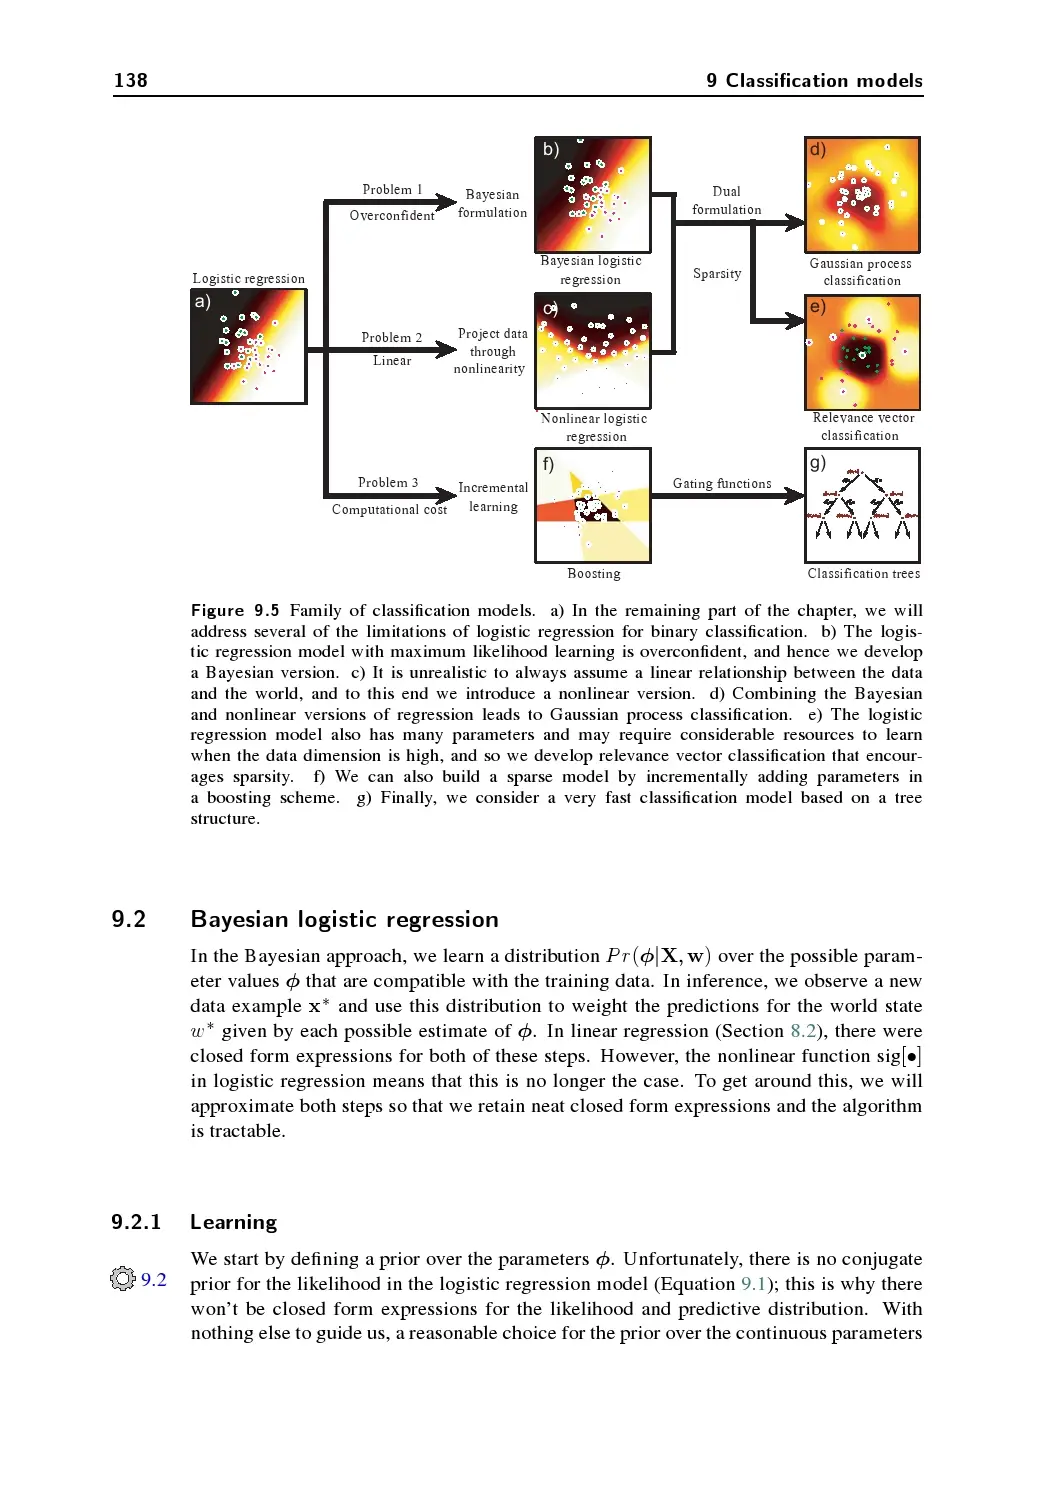 138
9 Classification models
b)
d)
Problem 1
Overconfident
Bayesian
formulation
Dual
formulation
Bayesian logistic
regression
Sparsity
Gaussian process
classification
Logistic regression
a)
c)
e)
Problem 2
Linear
Project data
through
nonlinearity
Nonlinear logistic
regression
Relevance vector
classification
f)
g)
Problem 3
Computational cost
Incremental
learning
Gating functions
Boosting
Classification trees
Figure 9.5 Family of classification models. a) In the remaining part of the chapter, we will
address several of the limitations of logistic regression for binary classification. b) The logis-
tic regression model with maximum likelihood learning is overconfident, and hence we develop
a Bayesian version. c) It is unrealistic to always assume a linear relationship between the data
and the world, and to this end we introduce a nonlinear version. d) Combining the Bayesian
and nonlinear versions of regression leads to Gaussian process classification. e) The logistic
regression model also has many parameters and may require considerable resources to learn
when the data dimension is high, and so we develop relevance vector classification that encour-
ages sparsity. f) We can also build a sparse model by incrementally adding parameters in
a boosting scheme. g) Finally, we consider a very fast classification model based on a tree
structure.
9.2 Bayesian logistic regression
In the Bayesian approach, we learn a distribution Pr(ϕ|X, w) over the possible param-
eter values ϕ that are compatible with the training data. In inference, we observe a new
data example x* and use this distribution to weight the predictions for the world state
w* given by each possible estimate of ϕ. In linear regression (Section 8.2), there were
closed form expressions for both of these steps. However, the nonlinear function sig[•]
in logistic regression means that this is no longer the case. To get around this, we will
approximate both steps so that we retain neat closed form expressions and the algorithm
is tractable.
9.2.1 Learning
We start by defining a prior over the parameters ϕ. Unfortunately, there is no conjugate
9.2 prior for the likelihood in the logistic regression model (Equation 9.1); this is why there
won't be closed form expressions for the likelihood and predictive distribution. With
nothing else to guide us, a reasonable choice for the prior over the continuous parameters